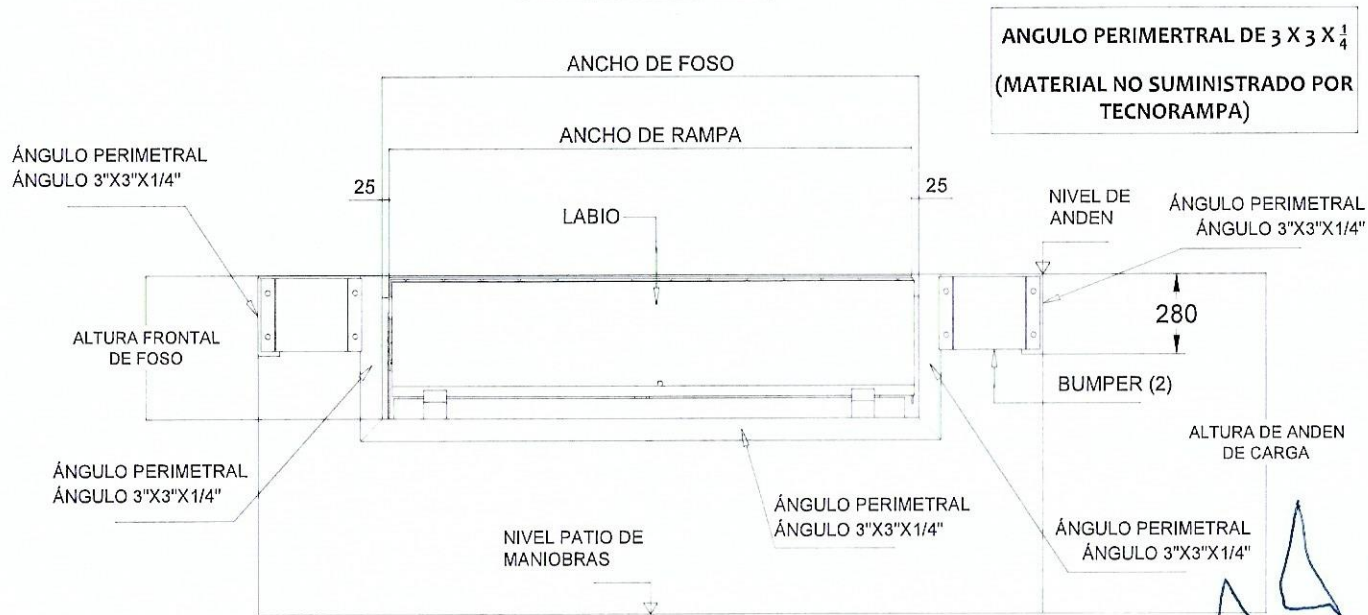 ANGULO PERIMERTRAL DE 3 X 3 X 1/4
(MATERIAL NO SUMINISTRADO POR
TECNORAMPA)
ANCHO DE FOSO
ANCHO DE RAMPA
ÁNGULO PERIMETRAL
ÁNGULO 3"X3"X1/4"
25
25
LABIO
NIVEL DE
ANDEN
ÁNGULO PERIMETRAL
ÁNGULO 3"X3"X1/4"
ALTURA FRONTAL
DE FOSO
280
BUMPER (2)
ALTURA DE ANDEN
DE CARGA
ÁNGULO PERIMETRAL
ÁNGULO 3"X3"X1/4"
ÁNGULO PERIMETRAL
ÁNGULO 3"X3"X1/4"
ÁNGULO PERIMETRAL
ÁNGULO 3"X3"X1/4"
NIVEL PATIO DE
MANIOBRAS